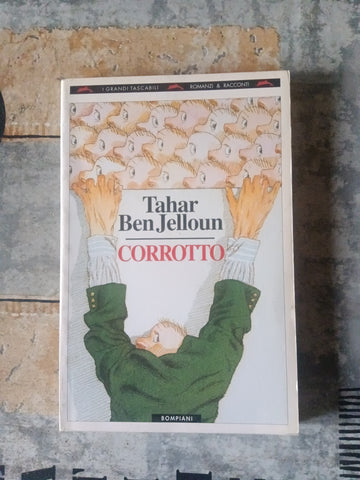 I GRANDI TASCABILI
ROMANZI & RACCONTI
Tahar
Ben Jelloun
CORROTTO
BOMPIANI